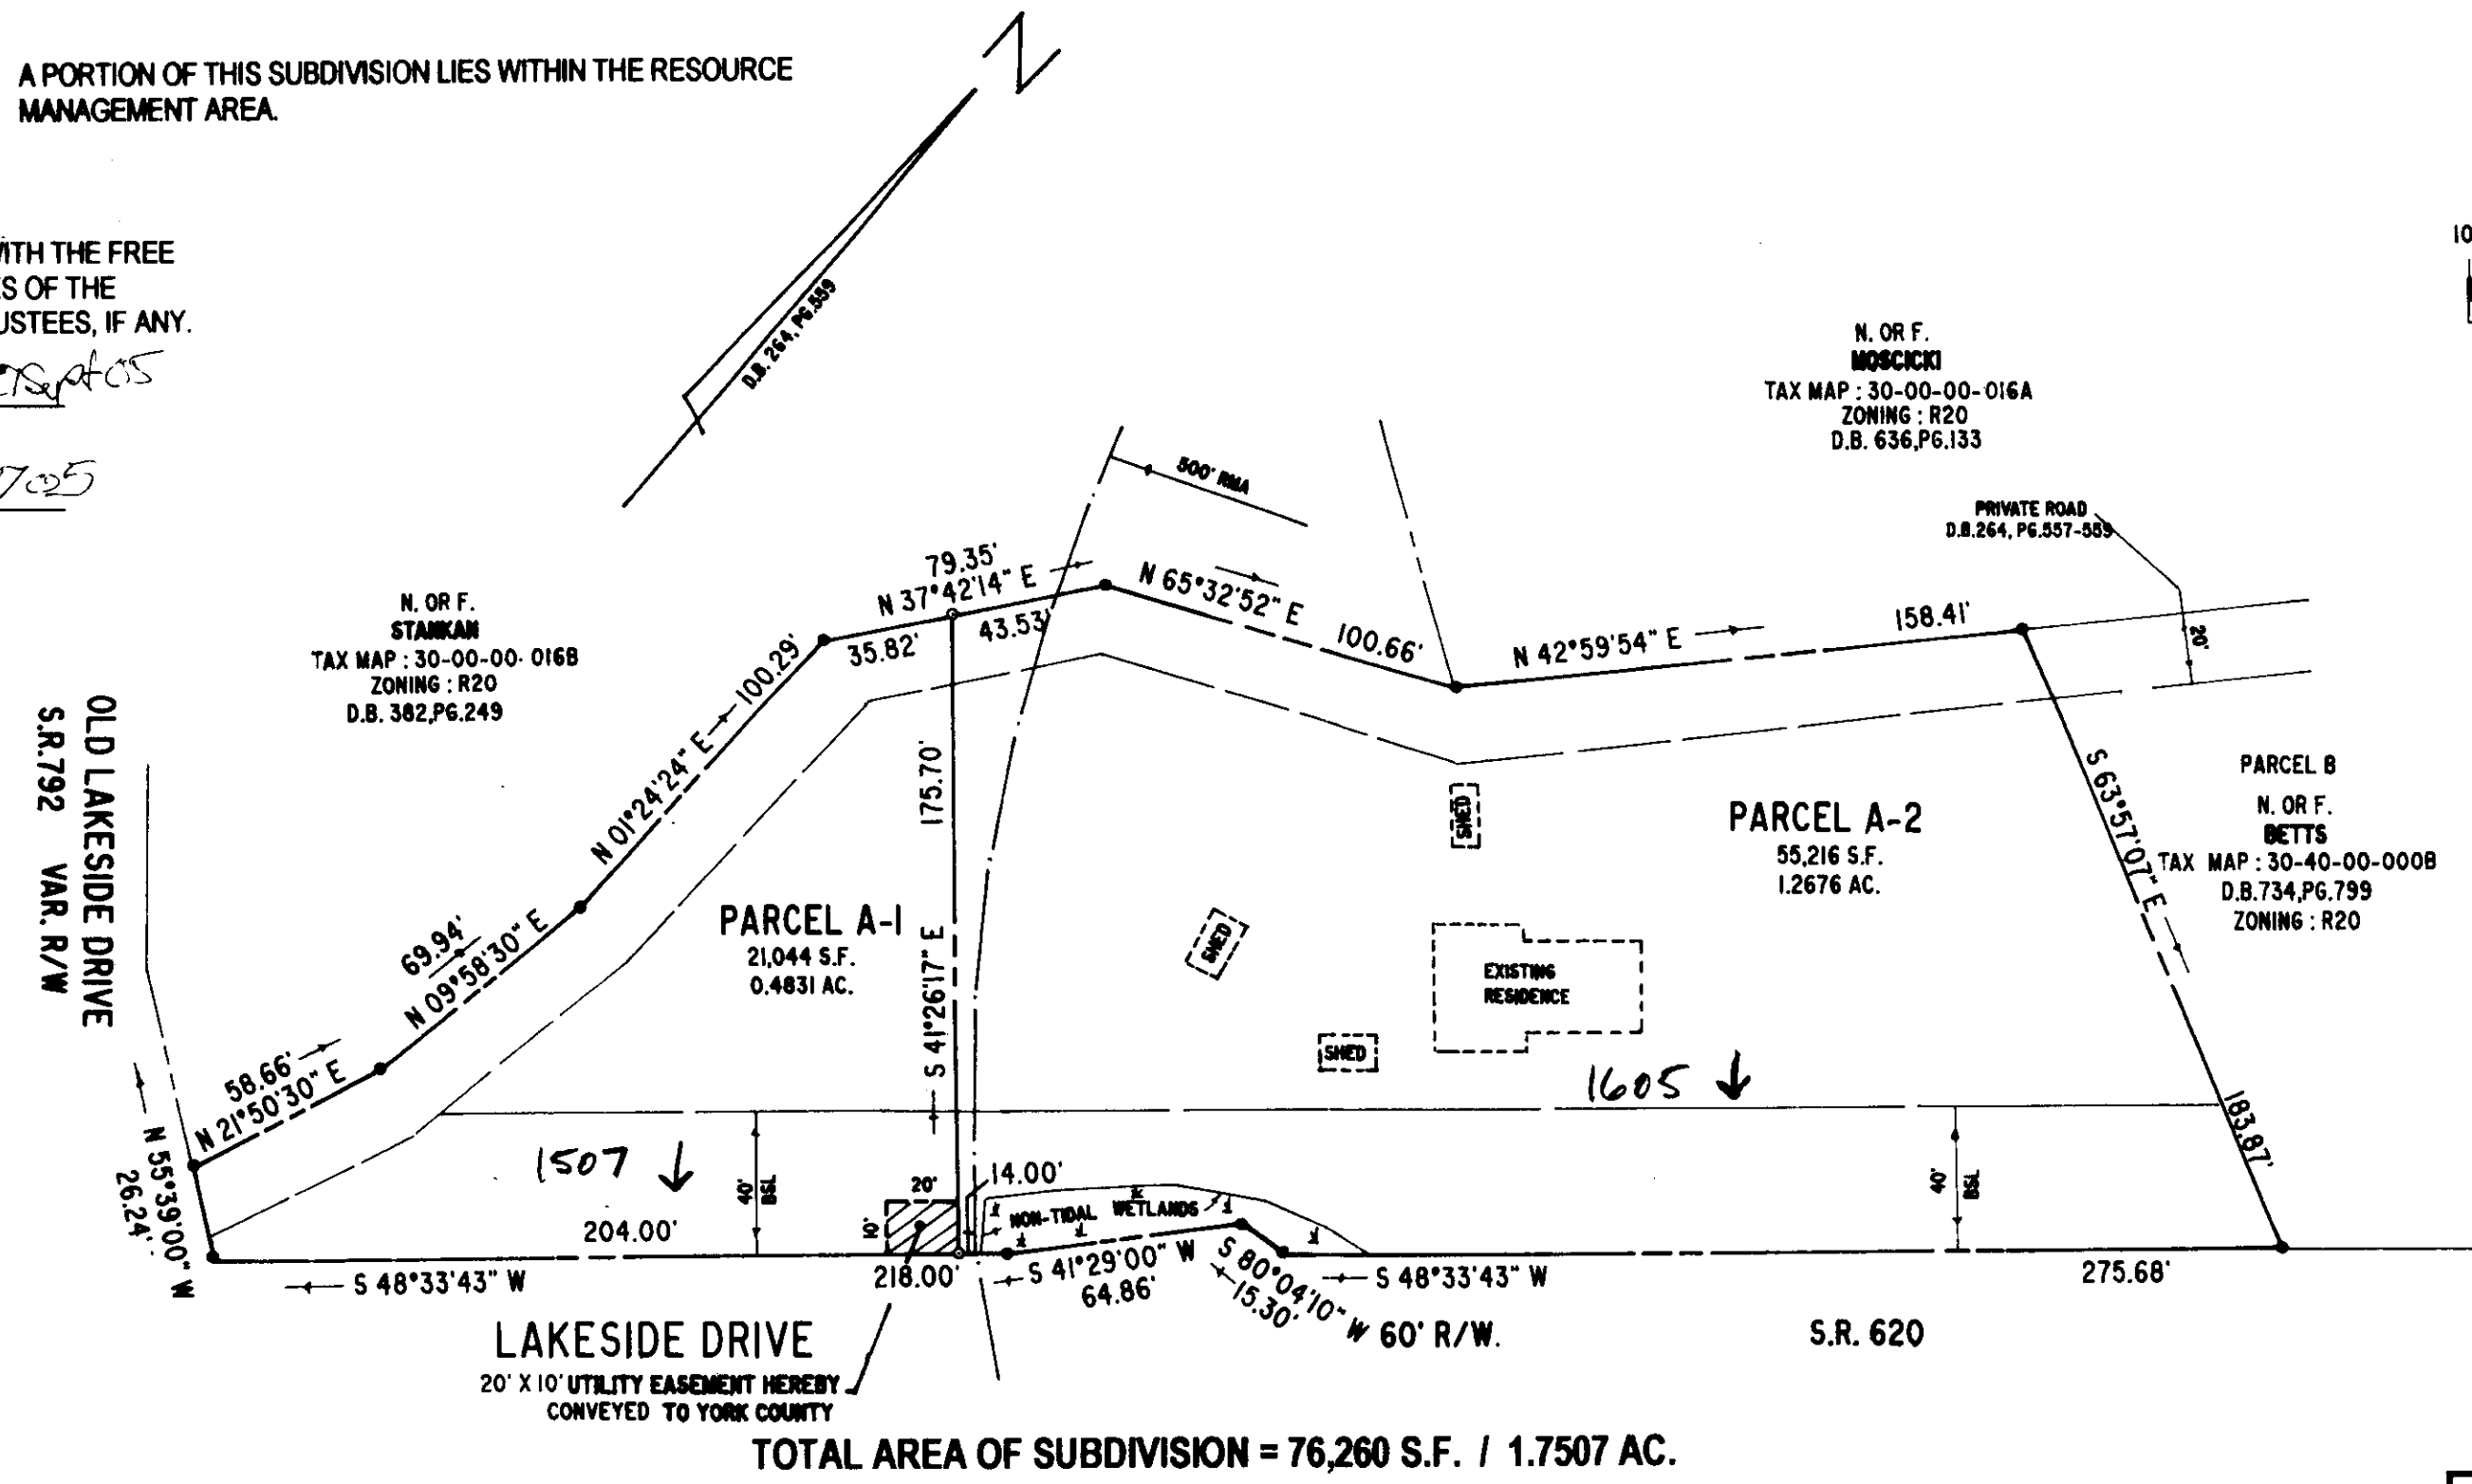 N
A PORTION OF THIS SUBDIVISION LIES WITHIN THE RESOURCE
MANAGEMENT AREA.
WITH THE FREE
ES OF THE
USTEES, IF ANY.
Sept 05
705
10
D.B. 264, PG.559
N. OR F.
MOSCICKI
TAX MAP : 30-00-00-016A
ZONING : R20
D.B. 636,PG.133
500' RMA
PRIVATE ROAD
D.B.264, PG.557-559
20'
N. OR F.
STANKAN
TAX MAP : 30-00-00-016B
ZONING : R20
D.B. 382,PG.249
79.35'
N 37°42'14" E
35.82'
43.53'
N 65°32'52" E
100.66'
N 42°59'54" E
158.41'
N 01°24'24" E
100.29'
69.94'
N 09°58'30" E
58.66'
N 21°50'30" E
N 55°39'00" W
26.24'
OLD LAKESIDE DRIVE
S.R.792 VAR. R/W
175.70'
S 41°26'17" E
PARCEL A-1
21,044 S.F.
0.4831 AC.
PARCEL A-2
55,216 S.F.
1.2676 AC.
SHED
SHED
SHED
EXISTING
RESIDENCE
S 63°57'07" E
183.87'
PARCEL B
N. OR F.
BETTS
TAX MAP : 30-40-00-000B
D.B.734,PG.799
ZONING : R20
1605
1507
40'
BSL
40'
BSL
20'
10'
14.00'
NON-TIDAL WETLANDS
204.00'
218.00'
S 48°33'43" W
S 41°29'00" W
64.86'
S 80°04'10" W
15.30'
S 48°33'43" W
275.68'
LAKESIDE DRIVE
60' R/W.
S.R. 620
20' X 10' UTILITY EASEMENT HEREBY
CONVEYED TO YORK COUNTY
TOTAL AREA OF SUBDIVISION = 76,260 S.F. / 1.7507 AC.